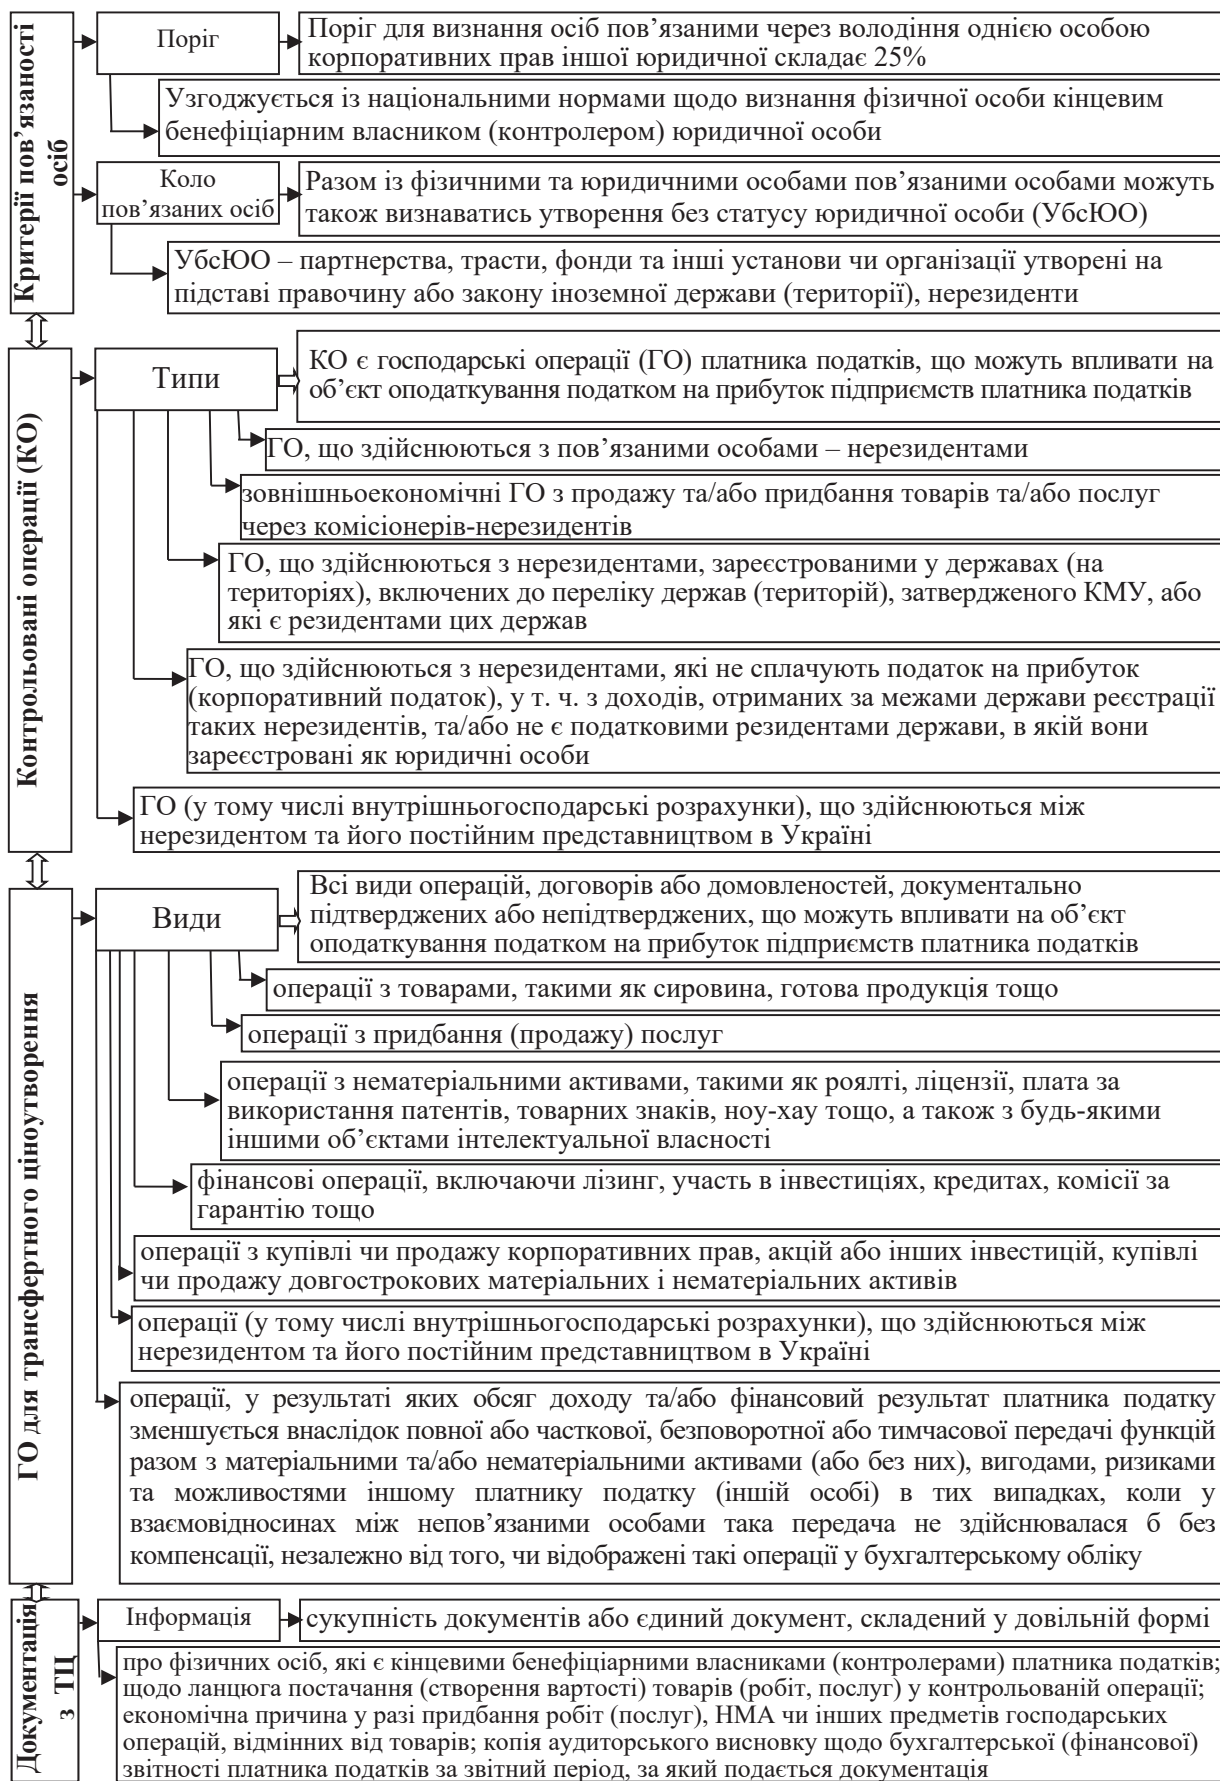 Критерії пов’язаності
осіб
Поріг
Поріг для визнання осіб пов’язаними через володіння однією особою
корпоративних прав іншої юридичної складає 25%
Узгоджується із національними нормами щодо визнання фізичної особи кінцевим
бенефіціарним власником (контролером) юридичної особи
Коло
пов’язаних осіб
Разом із фізичними та юридичними особами пов’язаними особами можуть
також визнаватись утворення без статусу юридичної особи (УбсЮО)
УбсЮО – партнерства, трасти, фонди та інші установи чи організації утворені на
підставі правочину або закону іноземної держави (території), нерезиденти
Контрольовані операції (КО)
Типи
КО є господарські операції (ГО) платника податків, що можуть впливати на
об’єкт оподаткування податком на прибуток підприємств платника податків
ГО, що здійснюються з пов’язаними особами – нерезидентами
зовнішньоекономічні ГО з продажу та/або придбання товарів та/або послуг
через комісіонерів-нерезидентів
ГО, що здійснюються з нерезидентами, зареєстрованими у державах (на
територіях), включених до переліку держав (територій), затвердженого КМУ, або
які є резидентами цих держав
ГО, що здійснюються з нерезидентами, які не сплачують податок на прибуток
(корпоративний податок), у т. ч. з доходів, отриманих за межами держави реєстрації
таких нерезидентів, та/або не є податковими резидентами держави, в якій вони
зареєстровані як юридичні особи
ГО (у тому числі внутрішньогосподарські розрахунки), що здійснюються між
нерезидентом та його постійним представництвом в Україні
ГО для трансфертного ціноутворення
Види
Всі види операцій, договорів або домовленостей, документально
підтверджених або непідтверджених, що можуть впливати на об’єкт
оподаткування податком на прибуток підприємств платника податків
операції з товарами, такими як сировина, готова продукція тощо
операції з придбання (продажу) послуг
операції з нематеріальними активами, такими як роялті, ліцензії, плата за
використання патентів, товарних знаків, ноу-хау тощо, а також з будь-якими
іншими об’єктами інтелектуальної власності
фінансові операції, включаючи лізинг, участь в інвестиціях, кредитах, комісії за
гарантію тощо
операції з купівлі чи продажу корпоративних прав, акцій або інших інвестицій, купівлі
чи продажу довгострокових матеріальних і нематеріальних активів
операції (у тому числі внутрішньогосподарські розрахунки), що здійснюються між
нерезидентом та його постійним представництвом в Україні
операції, у результаті яких обсяг доходу та/або фінансовий результат платника податку
зменшується внаслідок повної або часткової, безповоротної або тимчасової передачі функцій
разом з матеріальними та/або нематеріальними активами (або без них), вигодами, ризиками
та можливостями іншому платнику податку (іншій особі) в тих випадках, коли у
взаємовідносинах між непов’язаними особами така передача не здійснювалася б без
компенсації, незалежно від того, чи відображені такі операції у бухгалтерському обліку
Документація
з ТЦ
Інформація
сукупність документів або єдиний документ, складений у довільній формі
про фізичних осіб, які є кінцевими бенефіціарними власниками (контролерами) платника податків;
щодо ланцюга постачання (створення вартості) товарів (робіт, послуг) у контрольованій операції;
економічна причина у разі придбання робіт (послуг), НМА чи інших предметів господарських
операцій, відмінних від товарів; копія аудиторського висновку щодо бухгалтерської (фінансової)
звітності платника податків за звітний період, за який подається документація